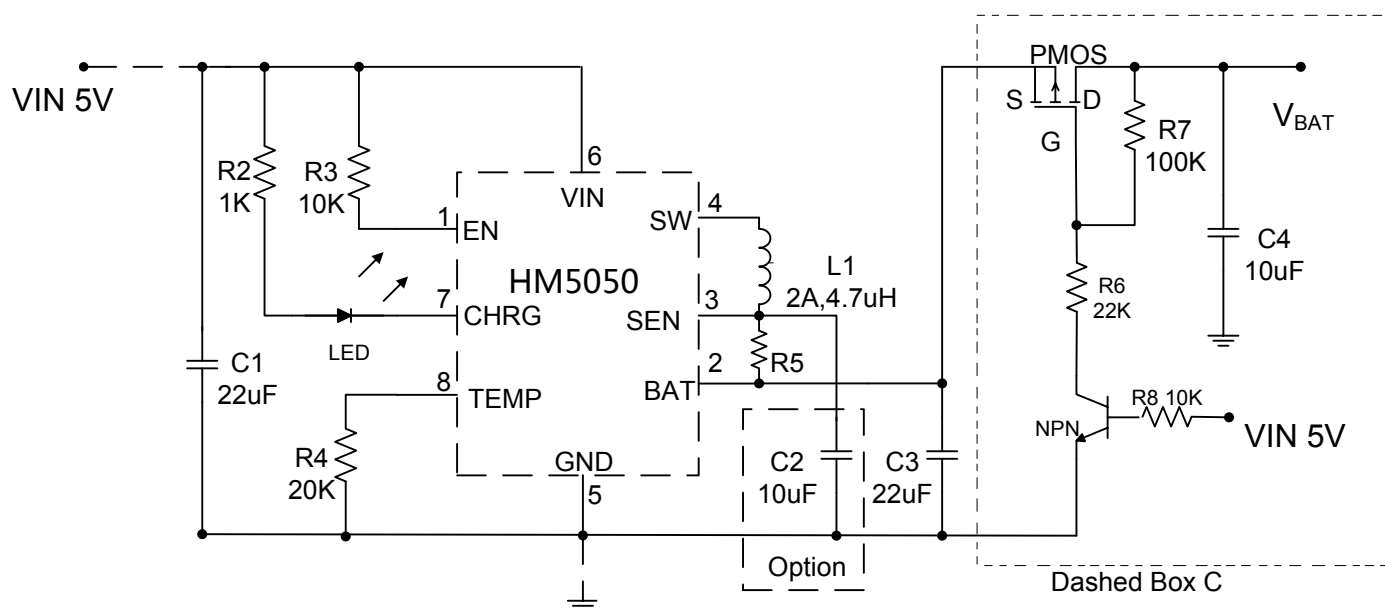 VIN 5V
R2
1K
R3
10K
6
VIN
1
EN
SW
4
HM5050
L1
2A,4.7uH
7
CHRG
SEN
3
LED
R5
2
BAT
8
TEMP
C1
22uF
R4
20K
GND
5
C2
10uF
Option
C3
22uF
PMOS
S
D
G
R7
100K
VBAT
C4
10uF
R6
22K
R8 10K
NPN
VIN 5V
Dashed Box C